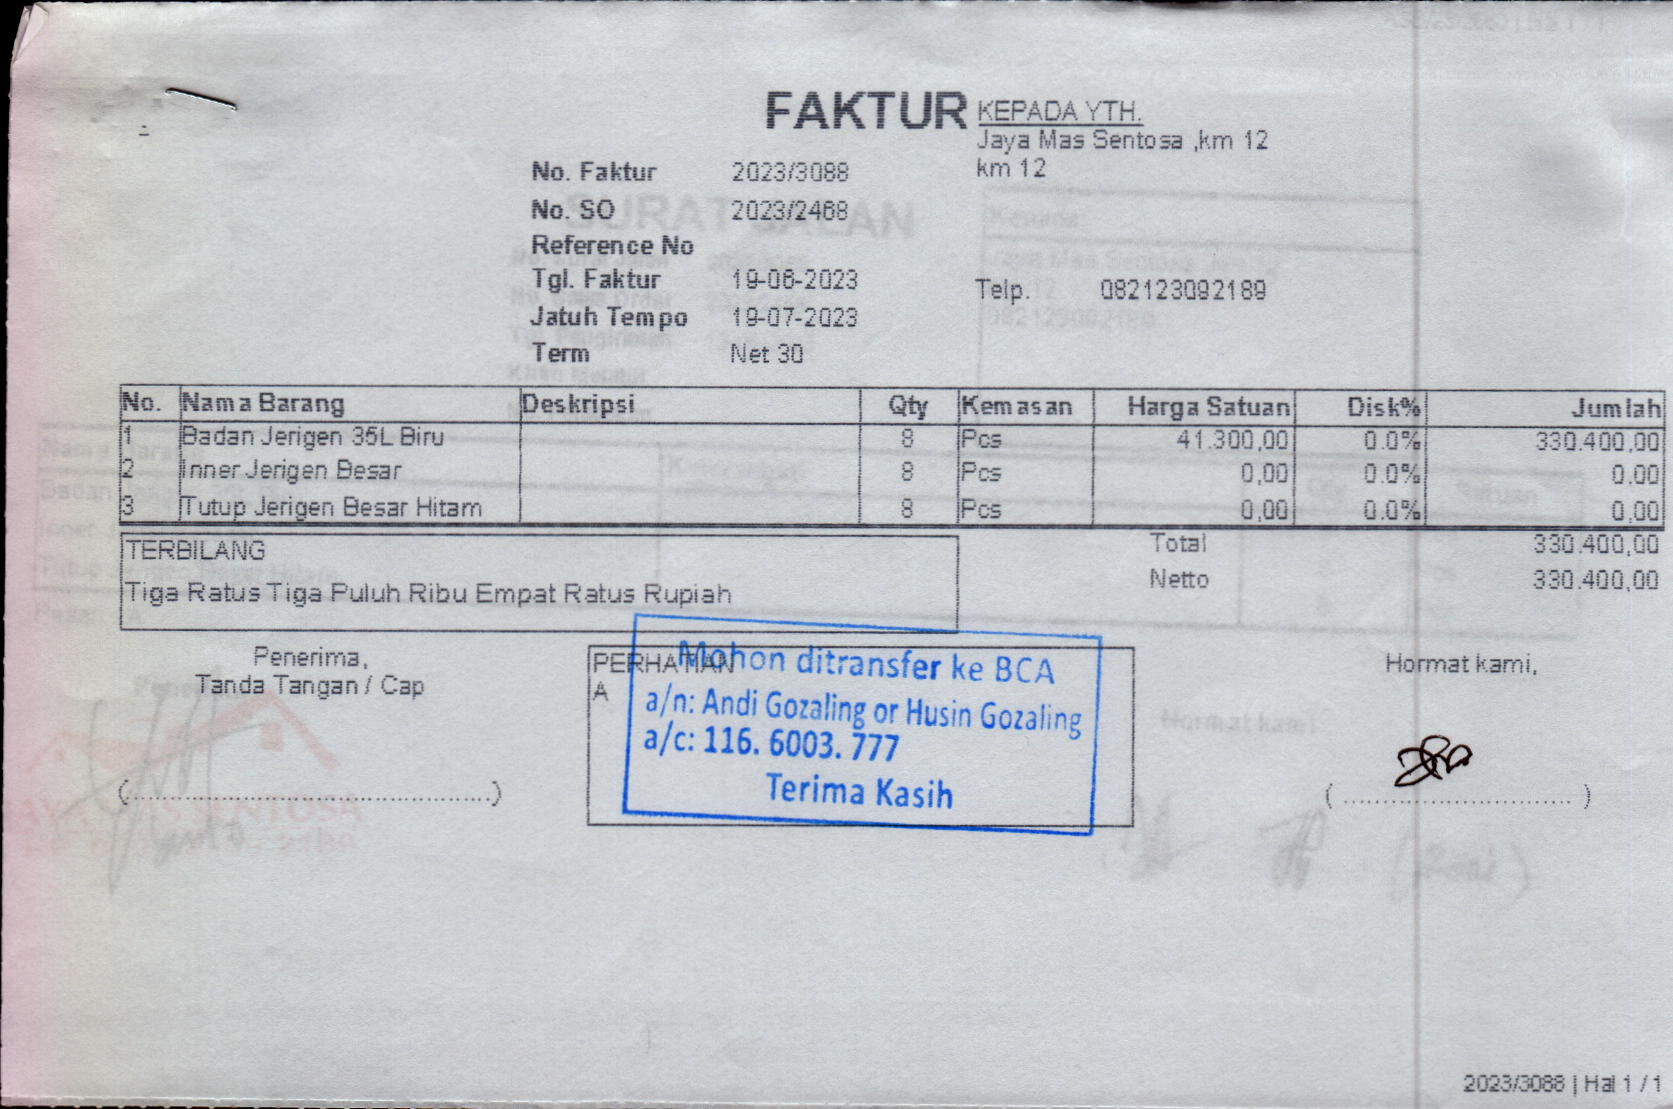 FAKTUR
KEPADA YTH.
Jaya Mas Sentosa ,km 12
km 12
No. Faktur 2023/3088
No. SO 2023/2468
Reference No
Tgl. Faktur 19-06-2023
Telp. 082123092189
Jatuh Tempo 19-07-2023
Term Net 30
No. Nama Barang Deskripsi Qty Kemasan Harga Satuan Disk% Jumlah
1 Badan Jerigen 35L Biru 8 Pcs 41.300,00 0.0% 330.400,00
2 Inner Jerigen Besar 8 Pcs 0,00 0.0% 0.00
3 Tutup Jerigen Besar Hitam 8 Pcs 0,00 0.0% 0,00
TERBILANG
Tiga Ratus Tiga Puluh Ribu Empat Ratus Rupiah
Total 330.400,00
Netto 330.400,00
Penerima,
Tanda Tangan / Cap
(..............................................)
PERHATIAN
A
Mohon ditransfer ke BCA
a/n: Andi Gozaling or Husin Gozaling
a/c: 116. 6003. 777
Terima Kasih
Hormat kami,
( ............................. )
SURAT JALAN
JAYA MAS SENTOSA
2023/3088 | Hal 1 / 1